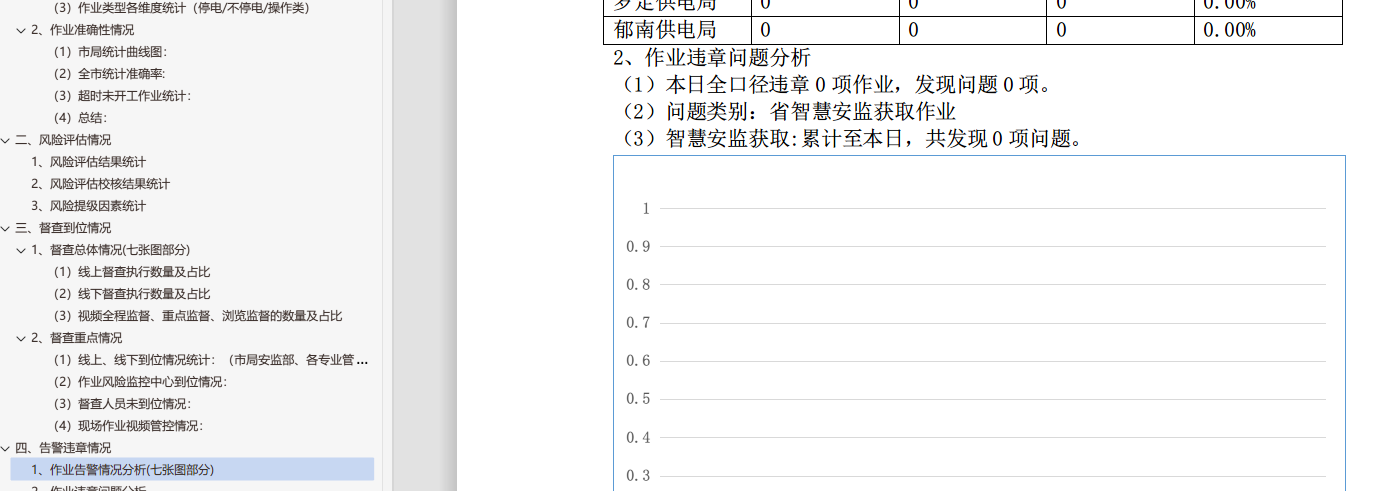 （3）作业类型各维度统计（停电/不停电/操作类）
2、作业准确性情况
（1）市局统计曲线图：
（2）全市统计准确率:
（3）超时未开工作业统计：
（4）总结：
二、风险评估情况
1、风险评估结果统计
2、风险评估校核结果统计
3、风险提级因素统计
三、督查到位情况
1、督查总体情况(七张图部分)
（1）线上督查执行数量及占比
（2）线下督查执行数量及占比
（3）视频全程监督、重点监督、浏览监督的数量及占比
2、督查重点情况
（1）线上、线下到位情况统计：（市局安监部、各专业管 ...
（2）作业风险监控中心到位情况：
（3）督查人员未到位情况：
（4）现场作业视频管控情况：
四、告警违章情况
1、作业告警情况分析(七张图部分)
2、作业违章问题分析
罗定供电局 0 0 0 0.00%
郁南供电局 0 0 0 0.00%
2、作业违章问题分析
（1）本日全口径违章 0 项作业，发现问题 0 项。
（2）问题类别：省智慧安监获取作业
（3）智慧安监获取:累计至本日，共发现 0 项问题。
1
0.9
0.8
0.7
0.6
0.5
0.4
0.3